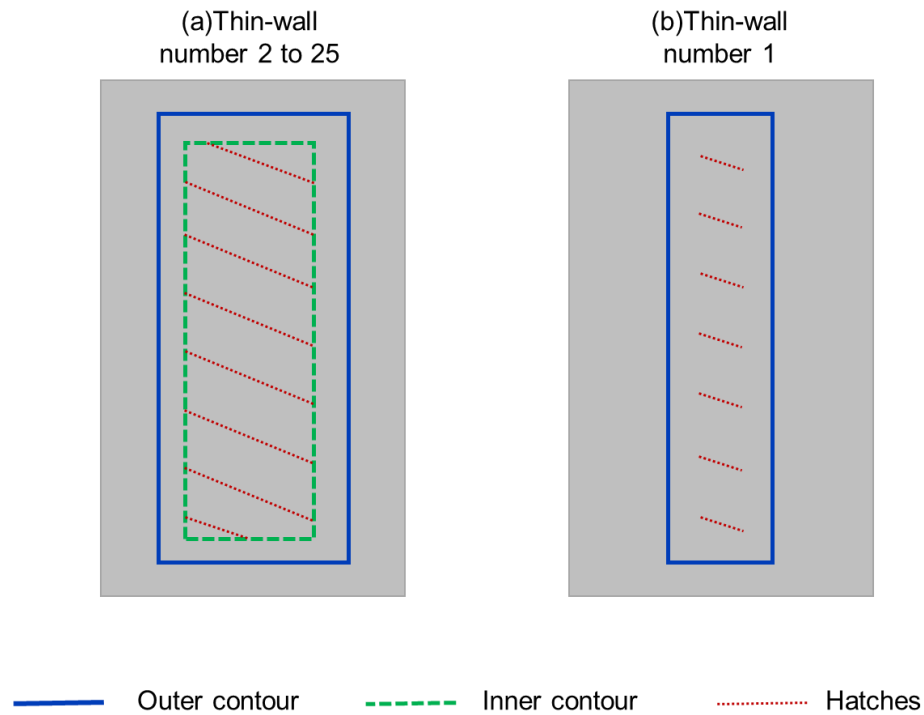 (a)Thin-wall
number 2 to 25
(b)Thin-wall
number 1
Outer contour
Inner contour
Hatches